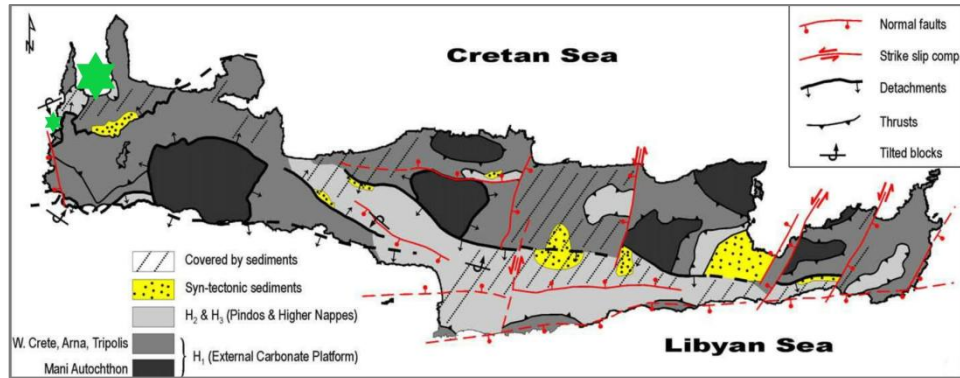 N
Cretan Sea
Normal faults
Strike slip comp
Detachments
Thrusts
Tilted blocks
Covered by sediments
Syn-tectonic sediments
H₂ & H₃ (Pindos & Higher Nappes)
W. Crete, Arna, Tripolis
H₁ (External Carbonate Platform)
Mani Autochthon
Libyan Sea